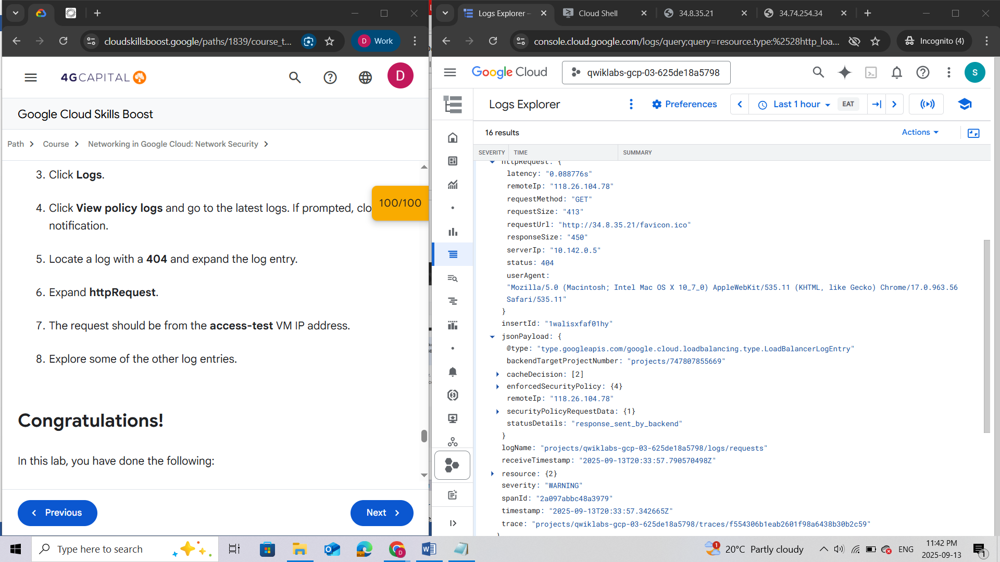 cloudskillsboost.google/paths/1839/course_t...
Work
4GCAPITAL
D
Google Cloud Skills Boost
Path > Course > Networking in Google Cloud: Network Security >
3. Click Logs.
100/100
4. Click View policy logs and go to the latest logs. If prompted, clo
notification.
5. Locate a log with a 404 and expand the log entry.
6. Expand httpRequest.
7. The request should be from the access-test VM IP address.
8. Explore some of the other log entries.
Congratulations!
In this lab, you have done the following:
Previous
Next
Logs Explorer –
Cloud Shell
34.8.35.21
34.74.254.34
console.cloud.google.com/logs/query;query=resource.type:%2528http_loa...
Incognito (4)
Google Cloud
qwiklabs-gcp-03-625de18a5798
S
Logs Explorer
Preferences
Last 1 hour
EAT
16 results
Actions
SEVERITY
TIME
SUMMARY
httpRequest: {
latency: "0.088776s"
remoteIp: "118.26.104.78"
requestMethod: "GET"
requestSize: "413"
requestUrl: "http://34.8.35.21/favicon.ico"
responseSize: "450"
serverIp: "10.142.0.5"
status: 404
userAgent:
"Mozilla/5.0 (Macintosh; Intel Mac OS X 10_7_0) AppleWebKit/535.11 (KHTML, like Gecko) Chrome/17.0.963.56
Safari/535.11"
}
insertId: "1walisxfaf01hy"
jsonPayload: {
@type: "type.googleapis.com/google.cloud.loadbalancing.type.LoadBalancerLogEntry"
backendTargetProjectNumber: "projects/747807855669"
cacheDecision: [2]
enforcedSecurityPolicy: {4}
remoteIp: "118.26.104.78"
securityPolicyRequestData: {1}
statusDetails: "response_sent_by_backend"
}
logName: "projects/qwiklabs-gcp-03-625de18a5798/logs/requests"
receiveTimestamp: "2025-09-13T20:33:57.790570498Z"
resource: {2}
severity: "WARNING"
spanId: "2a097abbc48a3979"
timestamp: "2025-09-13T20:33:57.342665Z"
trace: "projects/qwiklabs-gcp-03-625de18a5798/traces/f554306b1eab2601f98a6438b30b2c59"
Type here to search
1
20°C Partly cloudy
ENG
11:42 PM
2025-09-13
1